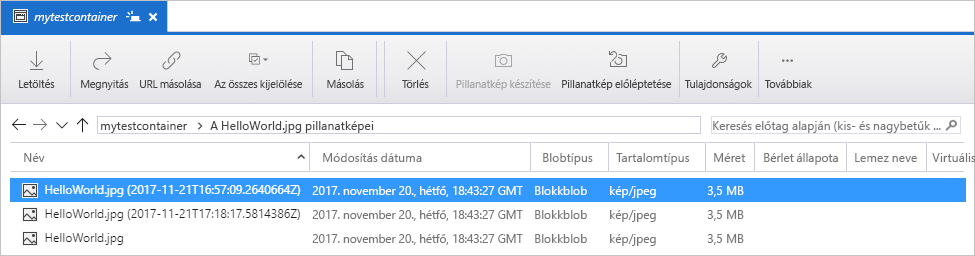 mytestcontainer
Letöltés Megnyitás URL másolása Az összes kijelölése Másolás Törlés Pillanatkép készítése Pillanatkép előléptetése Tulajdonságok Továbbiak
mytestcontainer A HelloWorld.jpg pillanatképei Keresés előtag alapján (kis- és nagybetűk ...
Név Módosítás dátuma Blobtípus Tartalomtípus Méret Bérlet állapota Lemez neve Virtuális
HelloWorld.jpg (2017-11-21T16:57:09.2640664Z) 2017. november 20., hétfő, 18:43:27 GMT Blokkblob kép/jpeg 3,5 MB
HelloWorld.jpg (2017-11-21T17:18:17.5814386Z) 2017. november 20., hétfő, 18:43:27 GMT Blokkblob kép/jpeg 3,5 MB
HelloWorld.jpg 2017. november 20., hétfő, 18:43:27 GMT Blokkblob kép/jpeg 3,5 MB